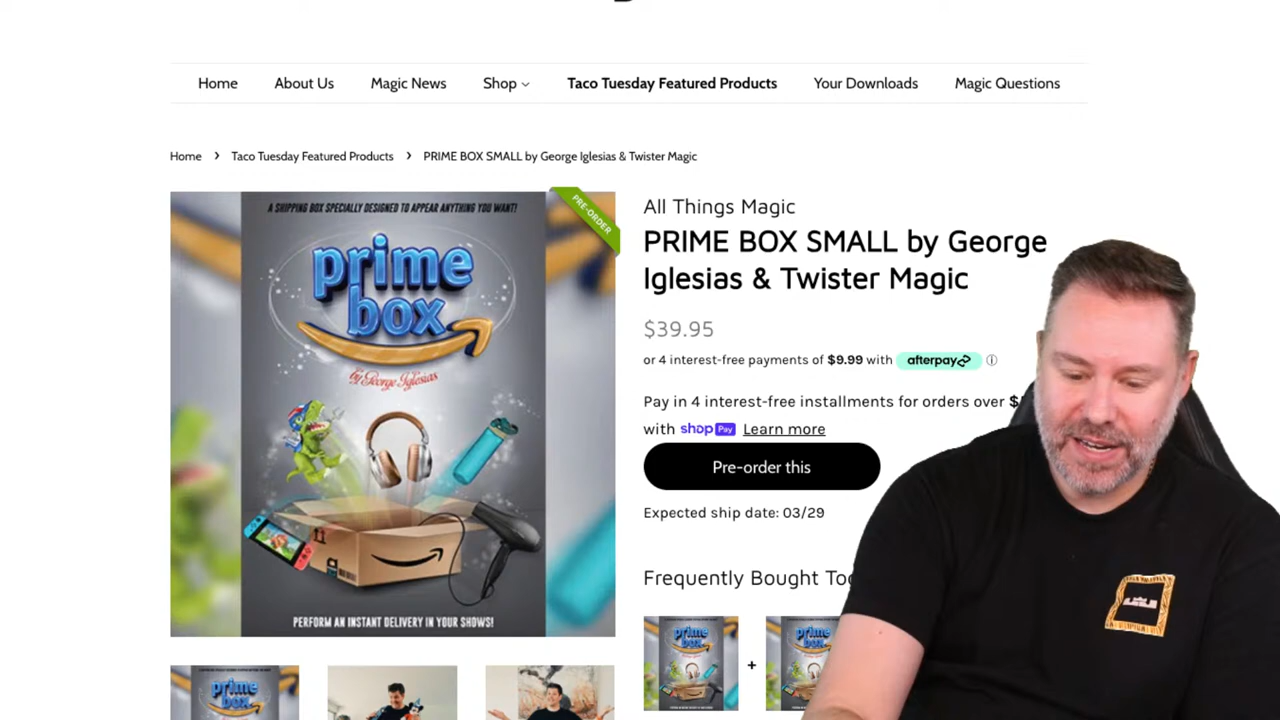 Home About Us Magic News Shop Taco Tuesday Featured Products Your Downloads Magic Questions
Home › Taco Tuesday Featured Products › PRIME BOX SMALL by George Iglesias & Twister Magic
A SHIPPING BOX SPECIALLY DESIGNED TO APPEAR ANYTHING YOU WANT!
PRE-ORDER
prime
box
by George Iglesias
PERFORM AN INSTANT DELIVERY IN YOUR SHOWS!
All Things Magic
PRIME BOX SMALL by George
Iglesias & Twister Magic
$39.95
or 4 interest-free payments of $9.99 with afterpay
Pay in 4 interest-free installments for orders over
with shop Pay Learn more
Pre-order this
Expected ship date: 03/29
Frequently Bought
prime
box
+
prime
box
prime
box